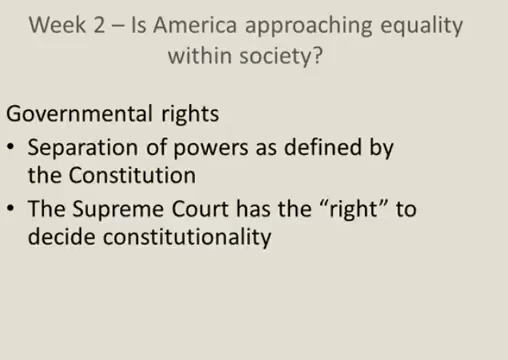 Week 2 – Is America approaching equality
within society?
Governmental rights
• Separation of powers as defined by
the Constitution
• The Supreme Court has the “right” to
decide constitutionality